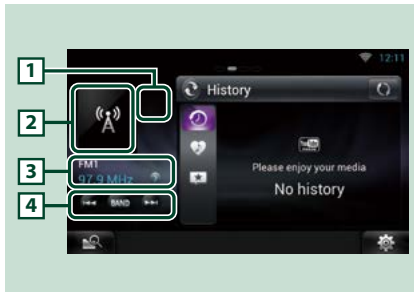 12:11
1
History
2
FM1
Please enjoy your media
3
97.9 MHz
No history
4
BAND